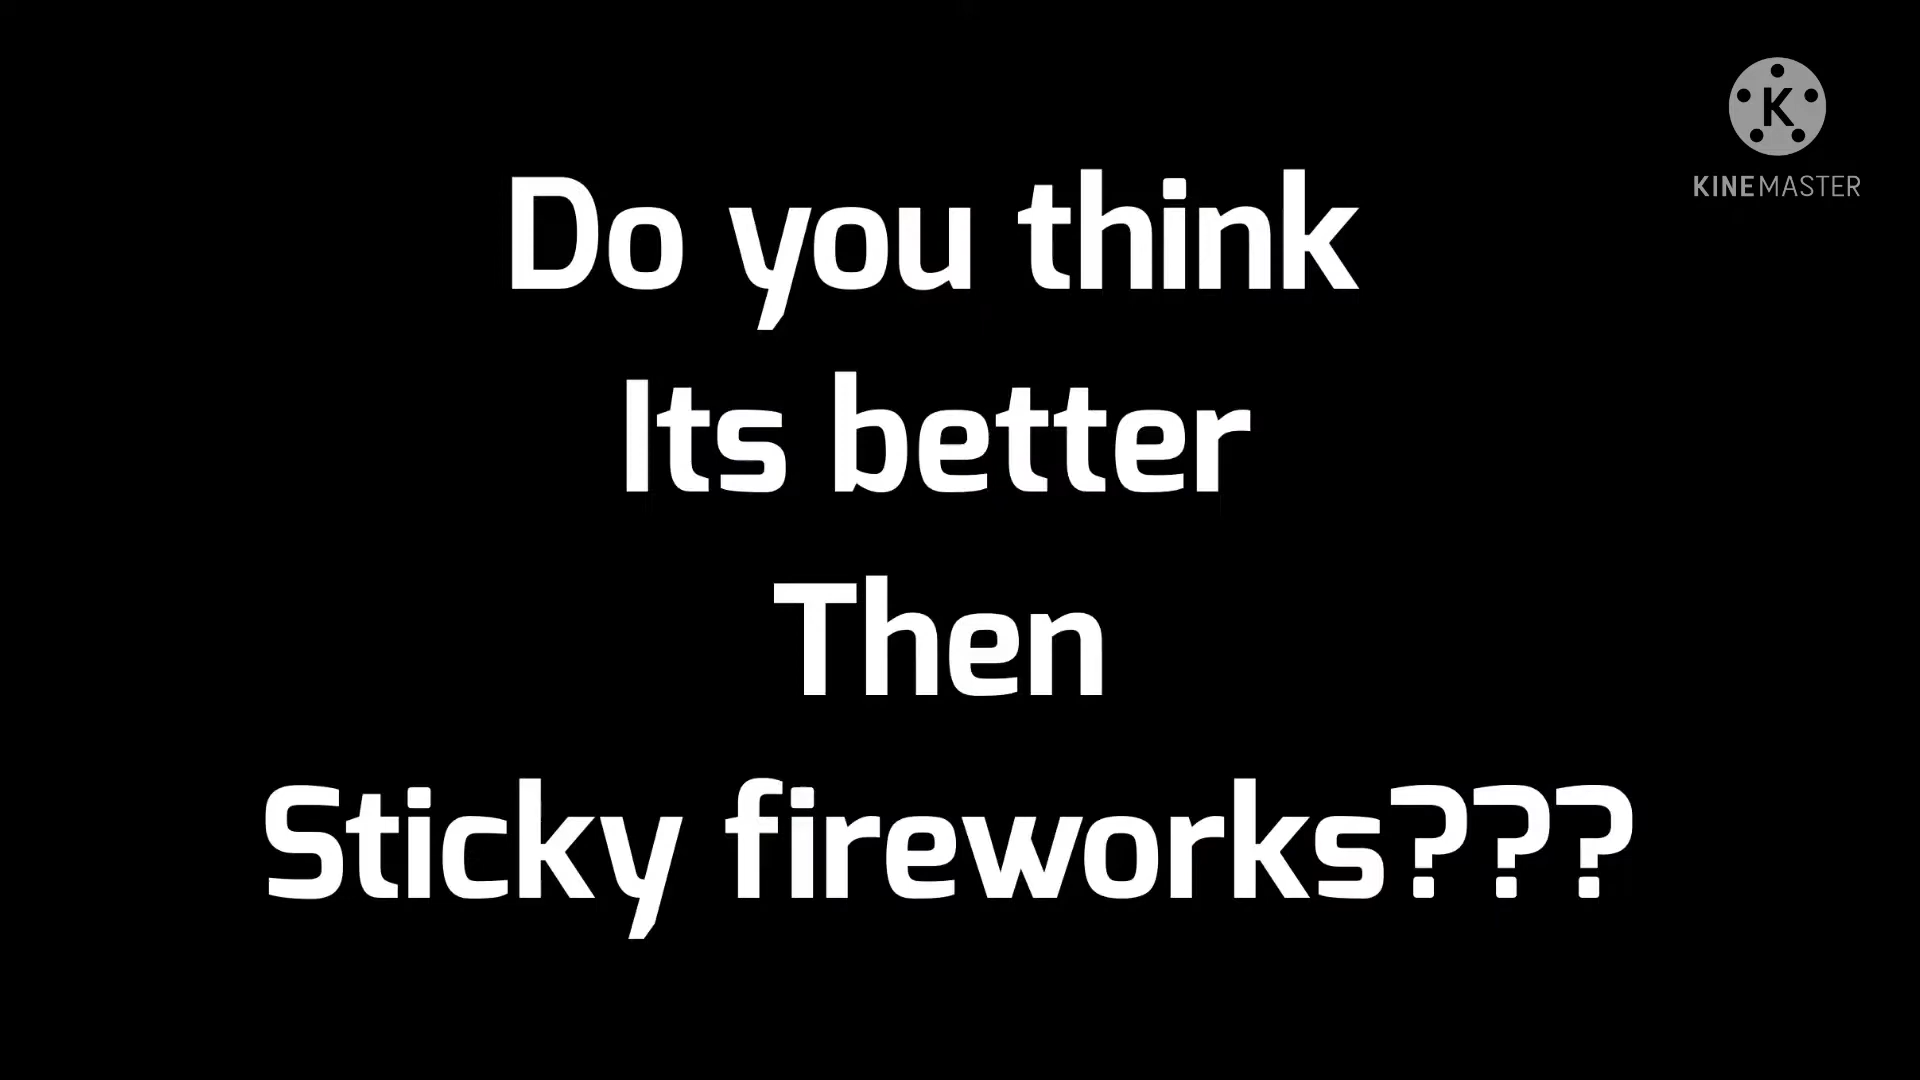 K
KINEMASTER
Do you think
Its better
Then
Sticky fireworks???